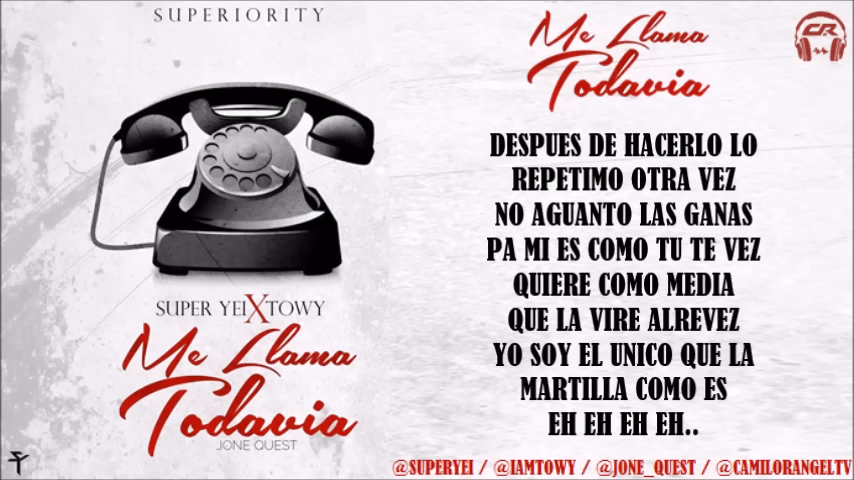 SUPERIORITY
SUPER YEI X TOWY
Me Llama
Todavia
JONE QUEST
Me Llama
Todavia
CR
DESPUES DE HACERLO LO
REPETIMO OTRA VEZ
NO AGUANTO LAS GANAS
PA MI ES COMO TU TE VEZ
QUIERE COMO MEDIA
QUE LA VIRE ALREVEZ
YO SOY EL UNICO QUE LA
MARTILLA COMO ES
EH EH EH EH..
@SUPERYEI / @IAMTOWY / @JONE_QUEST / @CAMILORANGELTV